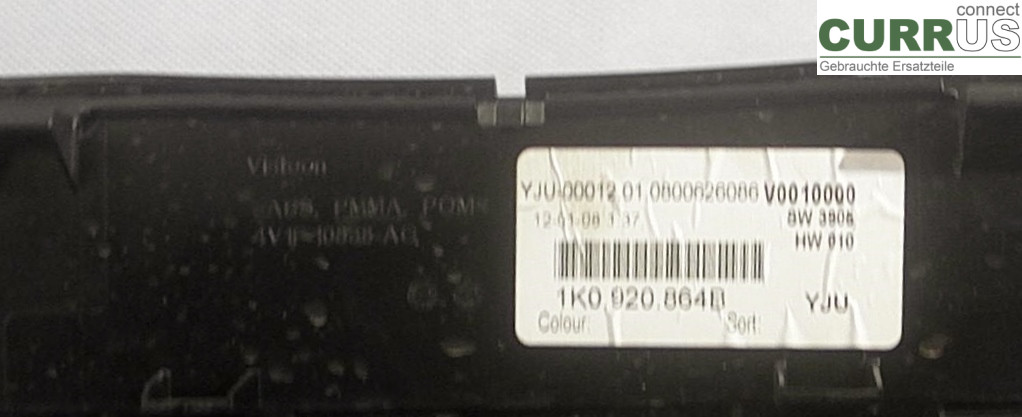 connect
CURRUS
Gebrauchte Ersatzteile
Visteon
>ABS, PMMA, POM<
YJU-00012 01 0800626086 V0010000
12-01-08 1 37
SW 3906
HW 010
1K0.920.864B
YJU
Colour:
Sort: